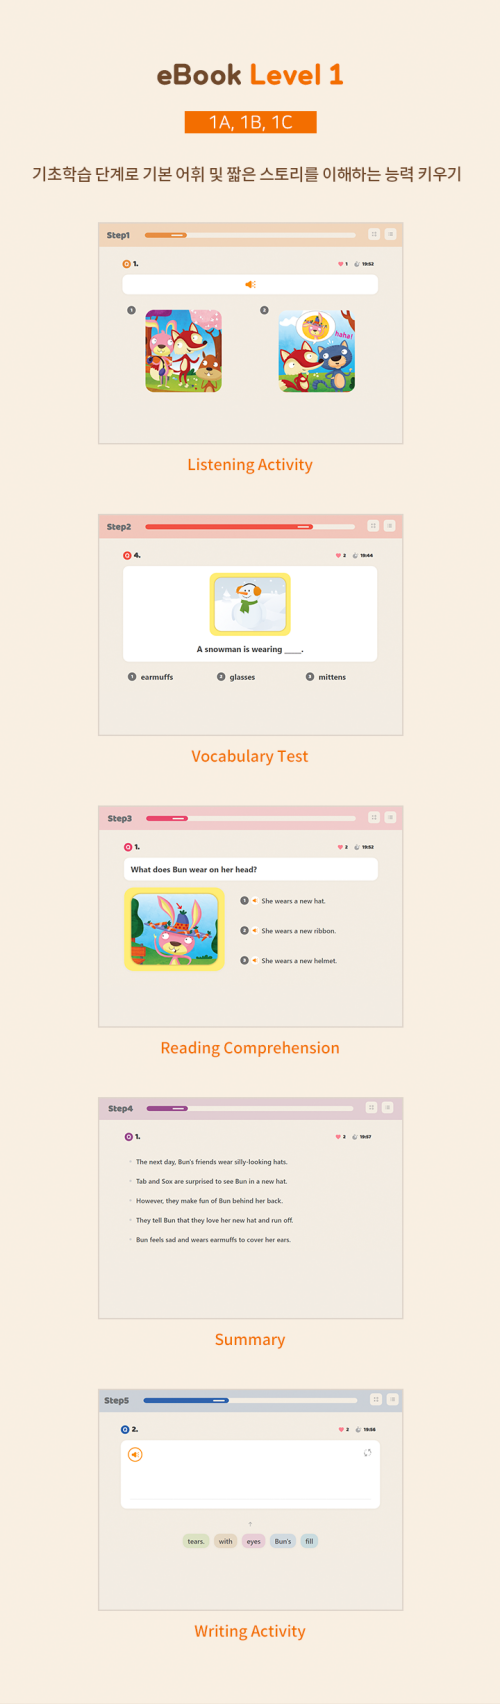 eBook Level 1
1A, 1B, 1C
기초학습 단계로 기본 어휘 및 짧은 스토리를 이해하는 능력 키우기
Step1
Q 1.
1 19:52
1
2
haha!
Listening Activity
Step2
Q 4.
2 19:44
A snowman is wearing ____.
1 earmuffs
2 glasses
3 mittens
Vocabulary Test
Step3
Q 1.
2 19:52
What does Bun wear on her head?
1 She wears a new hat.
2 She wears a new ribbon.
3 She wears a new helmet.
Reading Comprehension
Step4
Q 1.
2 19:57
The next day, Bun's friends wear silly-looking hats.
Tab and Sox are surprised to see Bun in a new hat.
However, they make fun of Bun behind her back.
They tell Bun that they love her new hat and run off.
Bun feels sad and wears earmuffs to cover her ears.
Summary
Step5
Q 2.
2 19:56
tears. with eyes Bun's fill
Writing Activity